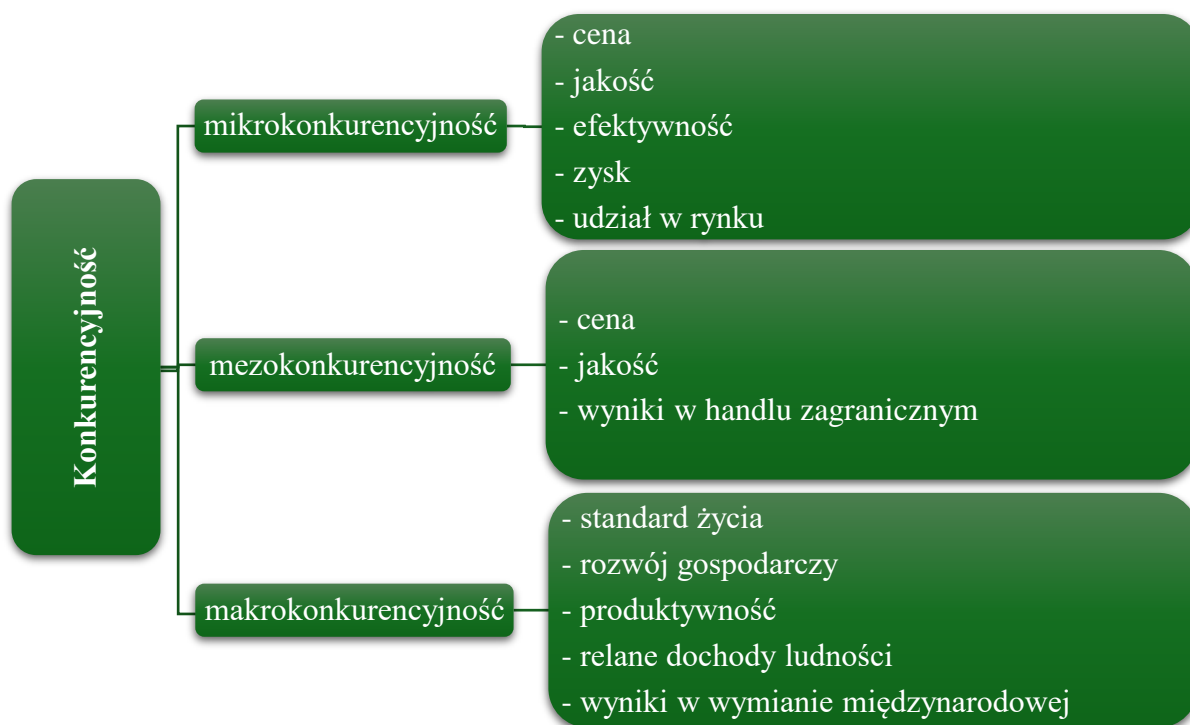 Konkurencyjność
mikrokonkurencyjność
- cena
- jakość
- efektywność
- zysk
- udział w rynku
mezokonkurencyjność
- cena
- jakość
- wyniki w handlu zagranicznym
makrokonkurencyjność
- standard życia
- rozwój gospodarczy
- produktywność
- relane dochody ludności
- wyniki w wymianie międzynarodowej